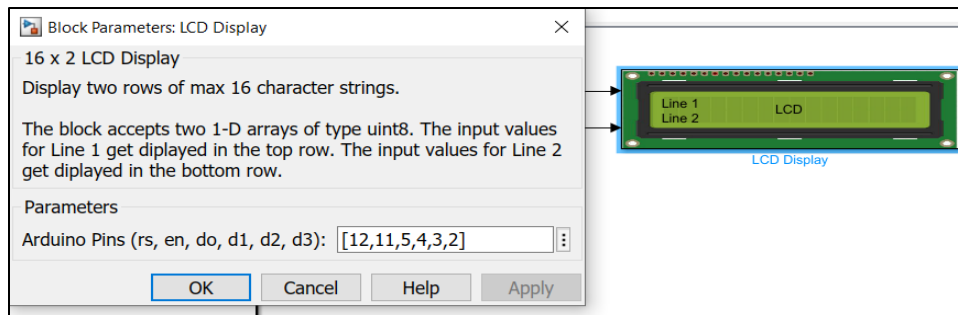 Block Parameters: LCD Display
16 x 2 LCD Display
Display two rows of max 16 character strings.
The block accepts two 1-D arrays of type uint8. The input values
for Line 1 get diplayed in the top row. The input values for Line 2
get diplayed in the bottom row.
Parameters
Arduino Pins (rs, en, do, d1, d2, d3): [12,11,5,4,3,2]
OK Cancel Help Apply
Line 1
LCD
Line 2
LCD Display